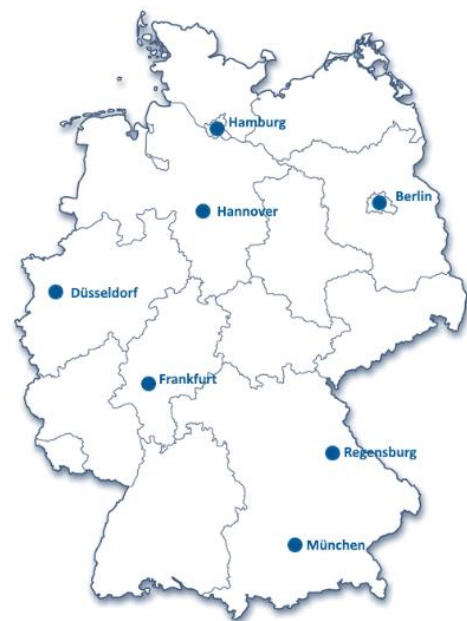 Hamburg
Berlin
Hannover
Düsseldorf
Frankfurt
Regensburg
München